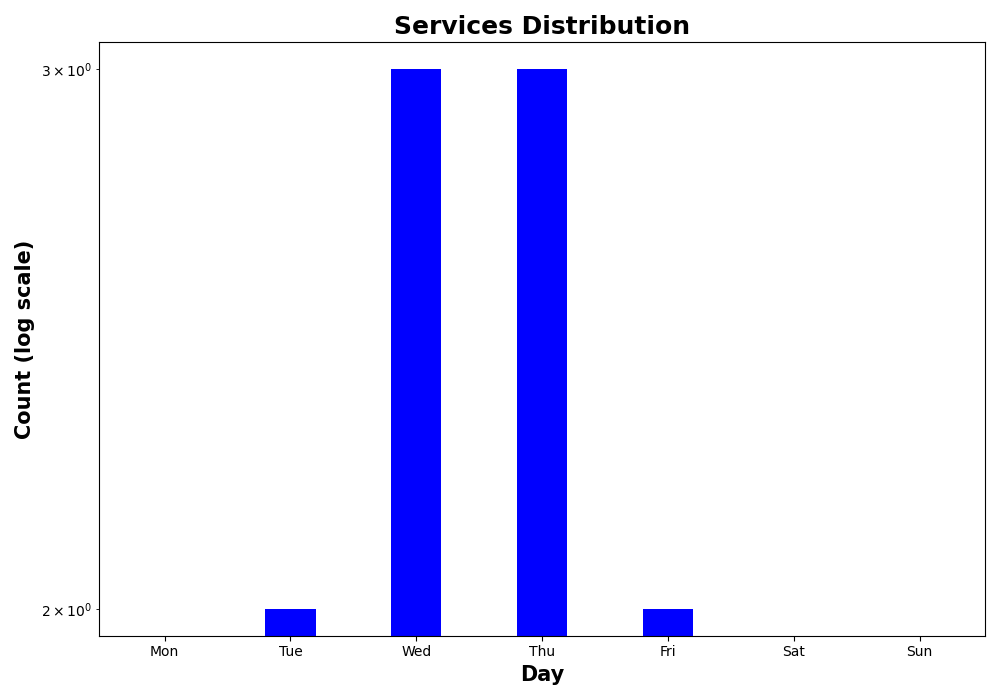 Services Distribution
Count (log scale)
3 × 10⁰
2 × 10⁰
Mon Tue Wed Thu Fri Sat Sun
Day